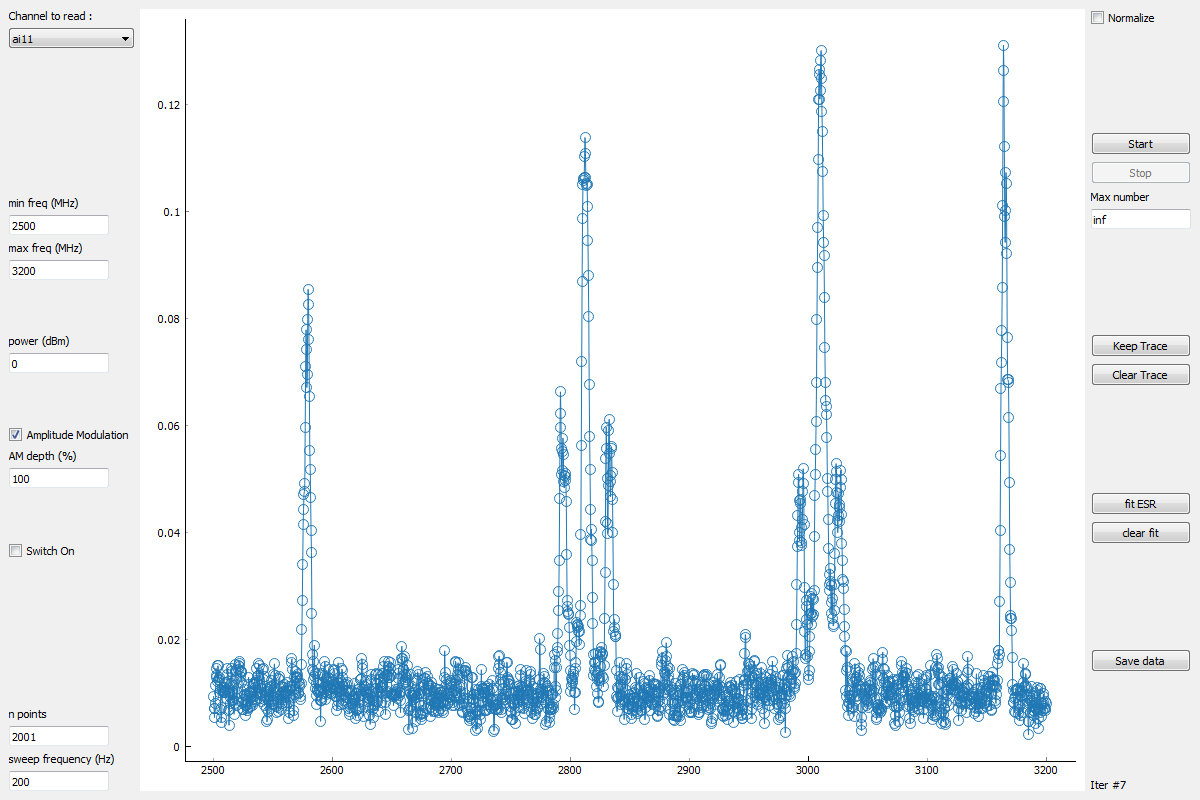 Channel to read :
ai11
min freq (MHz)
2500
max freq (MHz)
3200
power (dBm)
0
Amplitude Modulation
AM depth (%)
100
Switch On
n points
2001
sweep frequency (Hz)
200
0.12
0.1
0.08
0.06
0.04
0.02
0
2500 2600 2700 2800 2900 3000 3100 3200
Normalize
Start
Stop
Max number
inf
Keep Trace
Clear Trace
fit ESR
clear fit
Save data
Iter #7